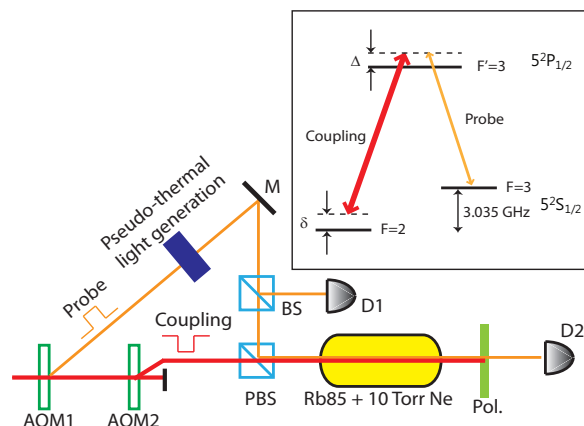 Δ
F'=3
5²P₁/₂
Coupling
Probe
F=3
3.035 GHz
5²S₁/₂
δ
F=2
M
Pseudo-thermal
light generation
Probe
Coupling
BS
D1
D2
AOM1
AOM2
PBS
Rb85 + 10 Torr Ne
Pol.